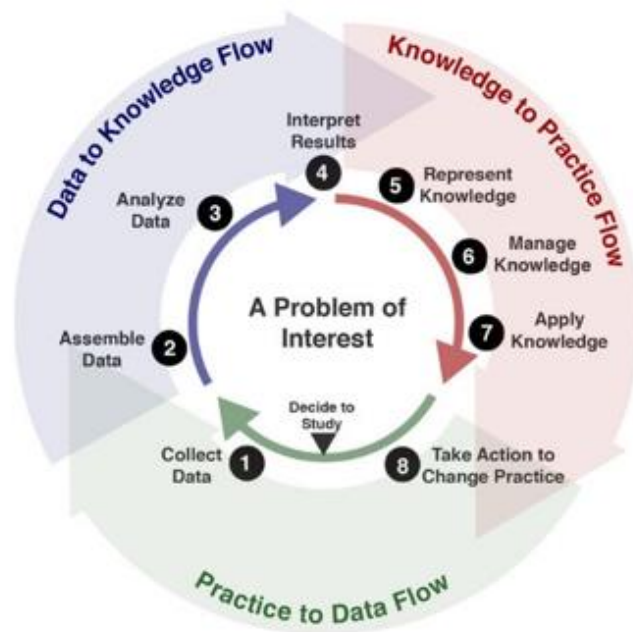 Data to Knowledge Flow
Knowledge to Practice Flow
Interpret
Results
4
5
Represent
Knowledge
3
Analyze
Data
6
Manage
Knowledge
A Problem of
Interest
7
Apply
Knowledge
Assemble
Data
2
Decide to
Study
Collect
Data
1
8
Take Action to
Change Practice
Practice to Data Flow